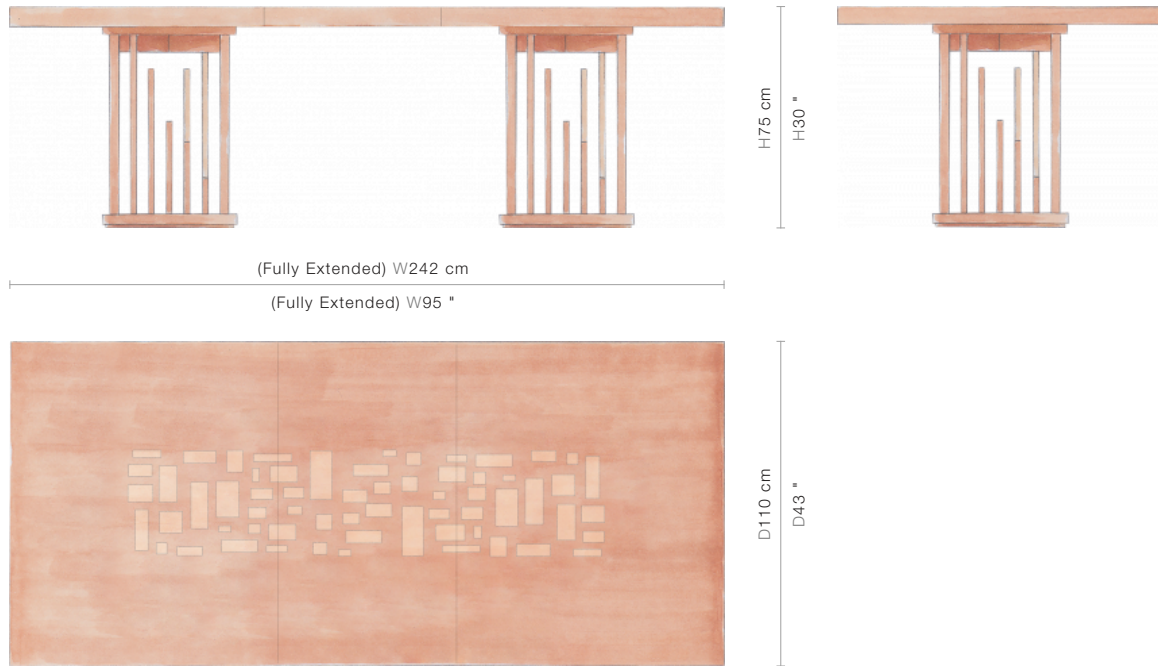 H75 cm
H30 "
(Fully Extended) W242 cm
(Fully Extended) W95 "
D110 cm
D43 "